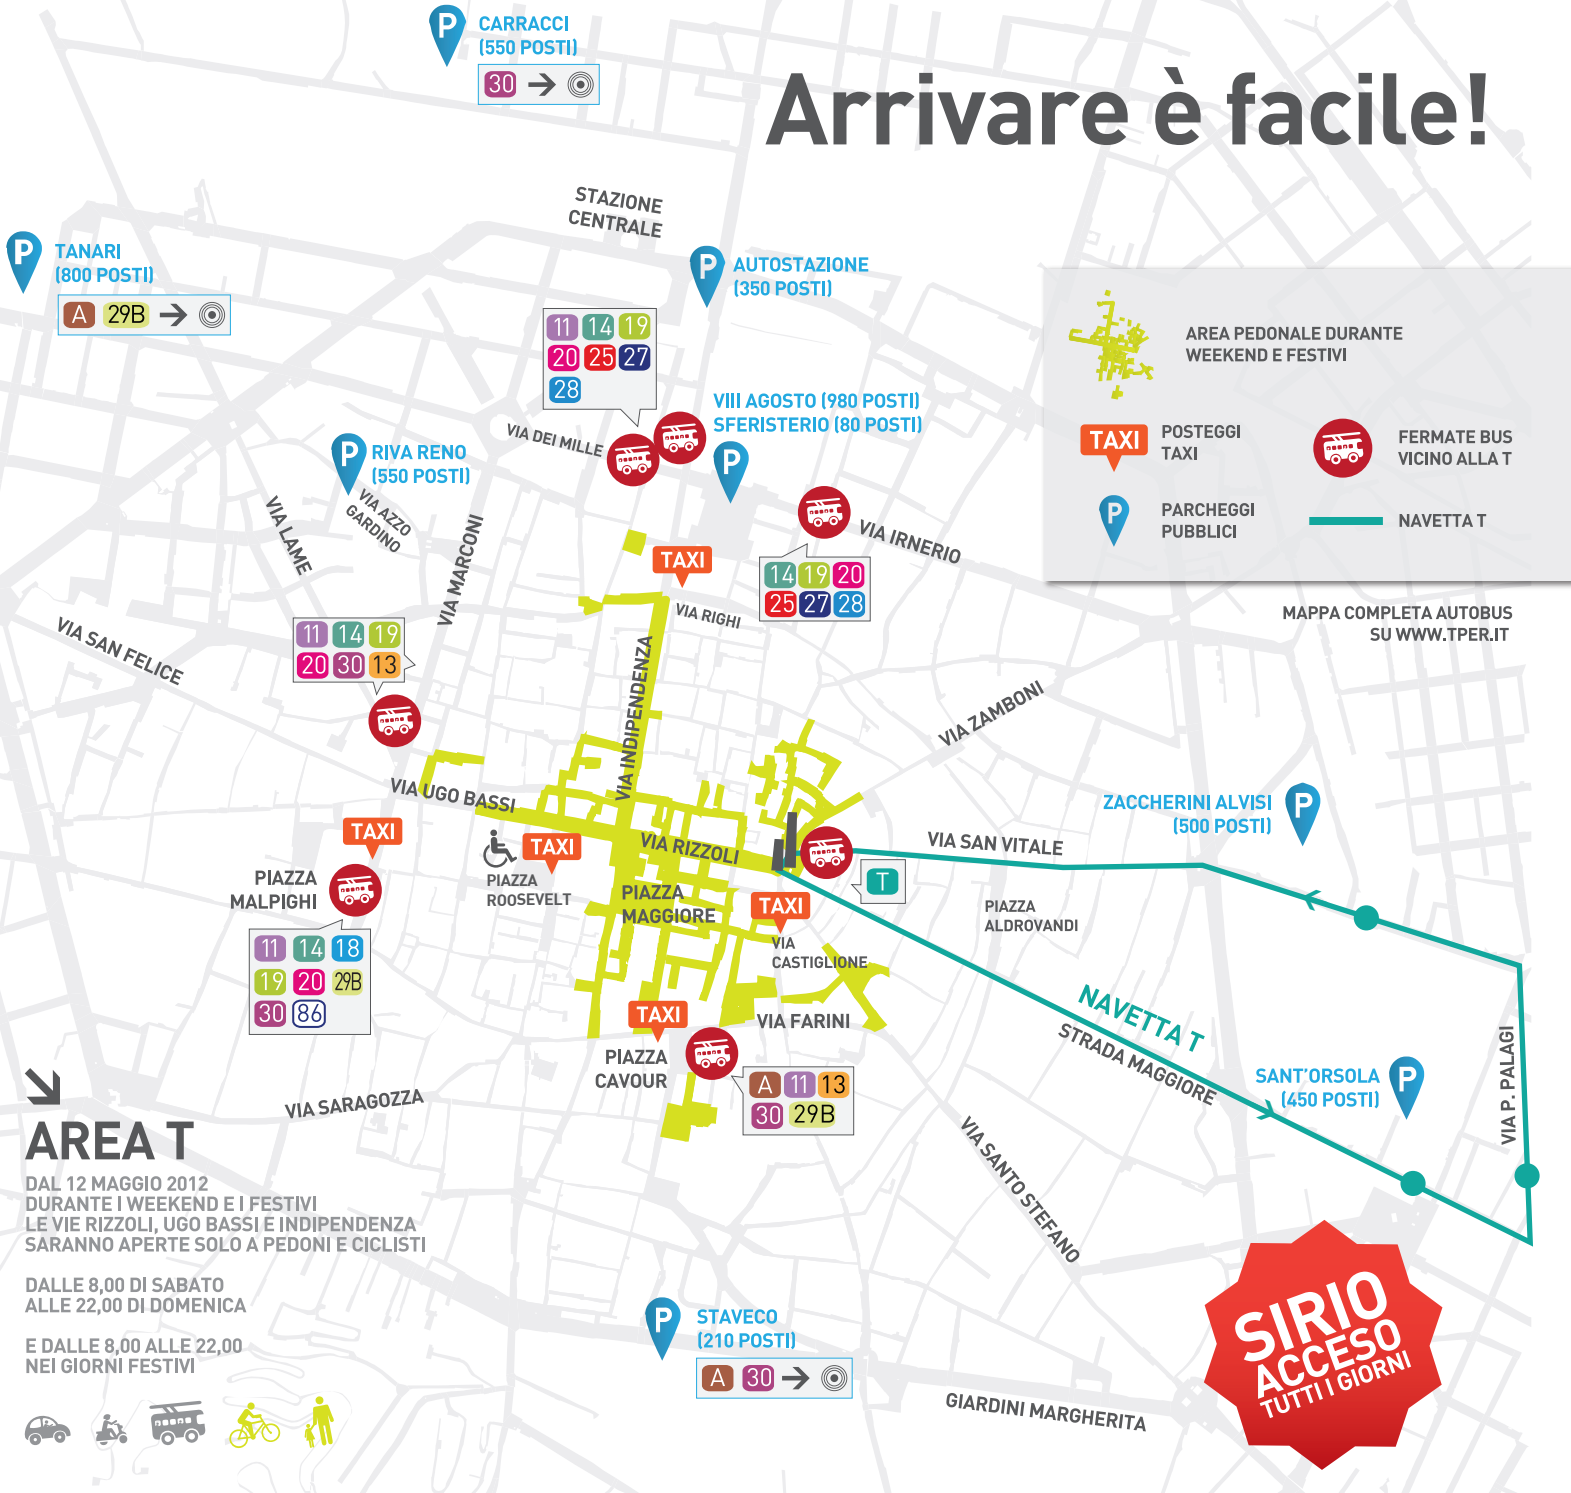 P
CARRACCI
(550 POSTI)
30
Arrivare è facile!
STAZIONE
CENTRALE
P
TANARI
(800 POSTI)
A 29B
P
AUTOSTAZIONE
(350 POSTI)
11 14 19
20 25 27
28
AREA PEDONALE DURANTE
WEEKEND E FESTIVI
TAXI
POSTEGGI
TAXI
FERMATE BUS
VICINO ALLA T
P
PARCHEGGI
PUBBLICI
NAVETTA T
MAPPA COMPLETA AUTOBUS
SU WWW.TPER.IT
VIII AGOSTO (980 POSTI)
SFERISTERIO (80 POSTI)
P
VIA DEI MILLE
P
RIVA RENO
(550 POSTI)
VIA AZZO
GARDINO
VIA LAME
VIA MARCONI
VIA IRNERIO
TAXI
14 19 20
25 27 28
VIA RIGHI
VIA SAN FELICE
11 14 19
20 30 13
VIA INDIPENDENZA
VIA ZAMBONI
VIA UGO BASSI
ZACCHERINI ALVISI
(500 POSTI)
P
TAXI
TAXI
VIA RIZZOLI
VIA SAN VITALE
T
PIAZZA
MALPIGHI
PIAZZA
ROOSEVELT
PIAZZA
MAGGIORE
TAXI
PIAZZA
ALDROVANDI
VIA
CASTIGLIONE
11 14 18
19 20 29B
30 86
TAXI
VIA FARINI
NAVETTA T
STRADA MAGGIORE
PIAZZA
CAVOUR
A 11 13
30 29B
SANT'ORSOLA
(450 POSTI)
P
VIA P. PALAGI
VIA SARAGOZZA
VIA SANTO STEFANO
AREA T
DAL 12 MAGGIO 2012
DURANTE I WEEKEND E I FESTIVI
LE VIE RIZZOLI, UGO BASSI E INDIPENDENZA
SARANNO APERTE SOLO A PEDONI E CICLISTI
DALLE 8,00 DI SABATO
ALLE 22,00 DI DOMENICA
E DALLE 8,00 ALLE 22,00
NEI GIORNI FESTIVI
P
STAVECO
(210 POSTI)
A 30
GIARDINI MARGHERITA
SIRIO
ACCESO
TUTTI I GIORNI